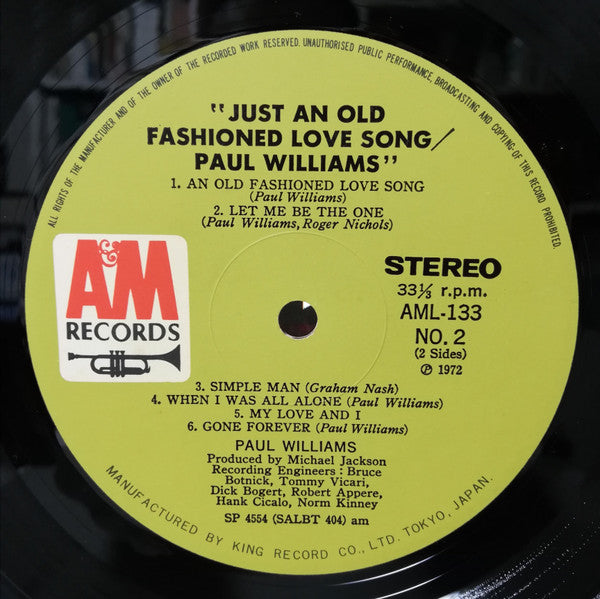 ALL RIGHTS OF THE MANUFACTURER AND OF THE OWNER OF THE RECORDED WORK RESERVED. UNAUTHORISED PUBLIC PERFORMANCE, BROADCASTING AND COPYING OF THIS RECORD PROHIBITED.
"JUST AN OLD
FASHIONED LOVE SONG/
PAUL WILLIAMS"
1. AN OLD FASHIONED LOVE SONG
(Paul Williams)
2. LET ME BE THE ONE
(Paul Williams, Roger Nichols)
A&M
RECORDS
STEREO
33⅓ r.p.m.
AML-133
NO. 2
(2 Sides)
℗ 1972
3. SIMPLE MAN (Graham Nash)
4. WHEN I WAS ALL ALONE (Paul Williams)
5. MY LOVE AND I
6. GONE FOREVER (Paul Williams)
PAUL WILLIAMS
Produced by Michael Jackson
Recording Engineers : Bruce
Botnick, Tommy Vicari,
Dick Bogert, Robert Appere,
Hank Cicalo, Norm Kinney
SP 4554 (SALBT 404) am
MANUFACTURED BY KING RECORD CO., LTD. TOKYO, JAPAN.